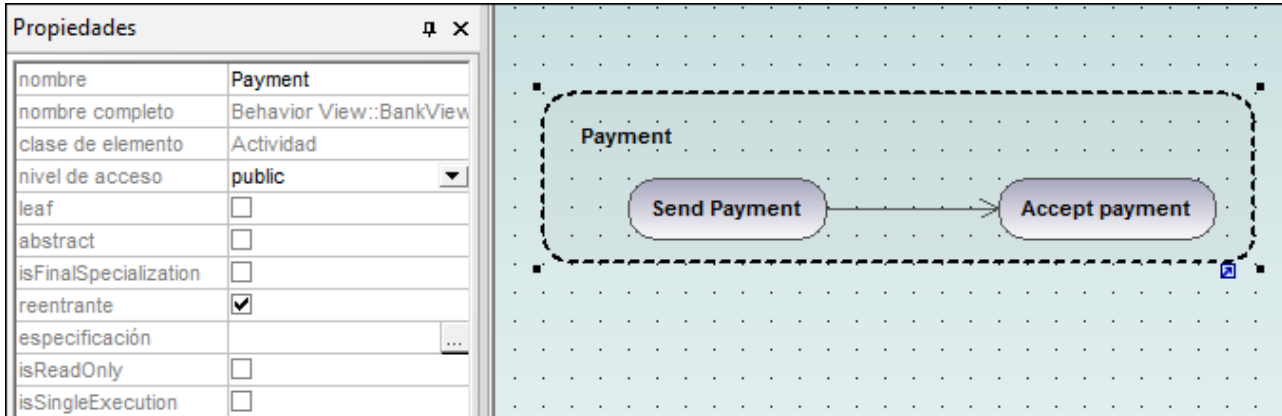 Propiedades
nombre Payment
nombre completo Behavior View::BankView
clase de elemento Actividad
nivel de acceso public
leaf
abstract
isFinalSpecialization
reentrante
especificación ...
isReadOnly
isSingleExecution
Payment
Send Payment Accept payment